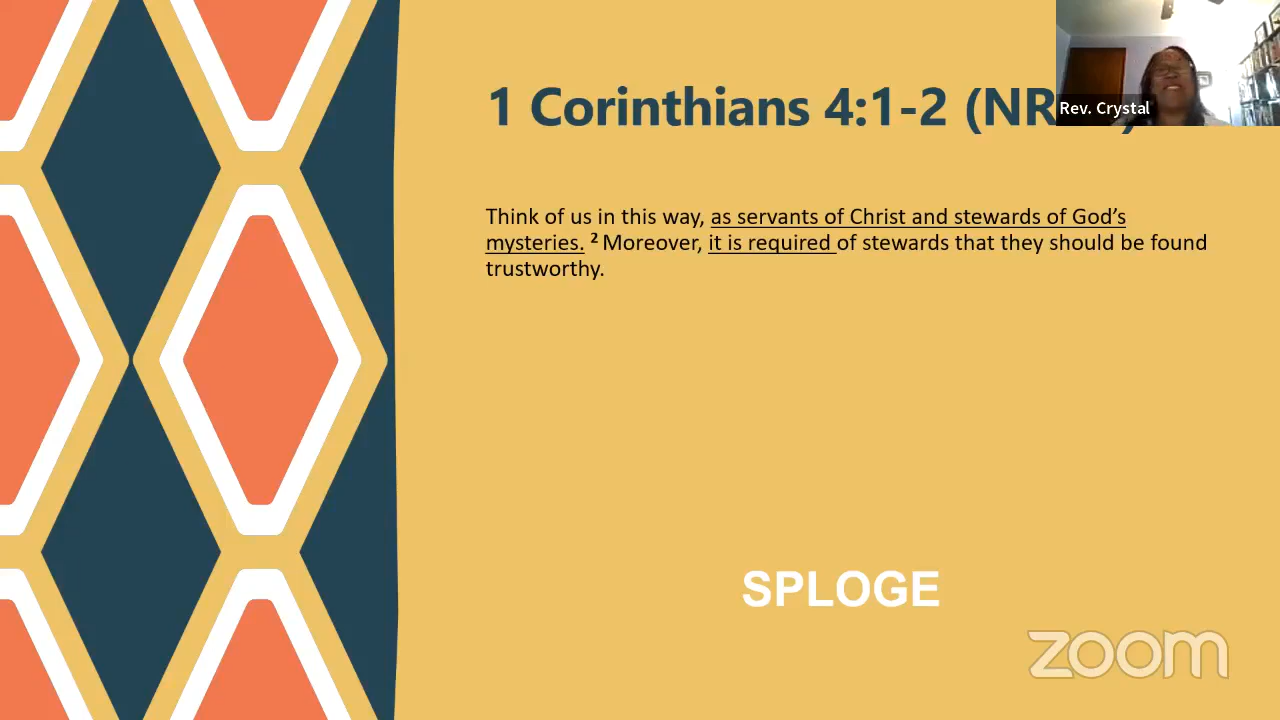 1 Corinthians 4:1-2 (NR
Rev. Crystal
Think of us in this way, as servants of Christ and stewards of God’s
mysteries. ² Moreover, it is required of stewards that they should be found
trustworthy.
SPLOGE
zoom